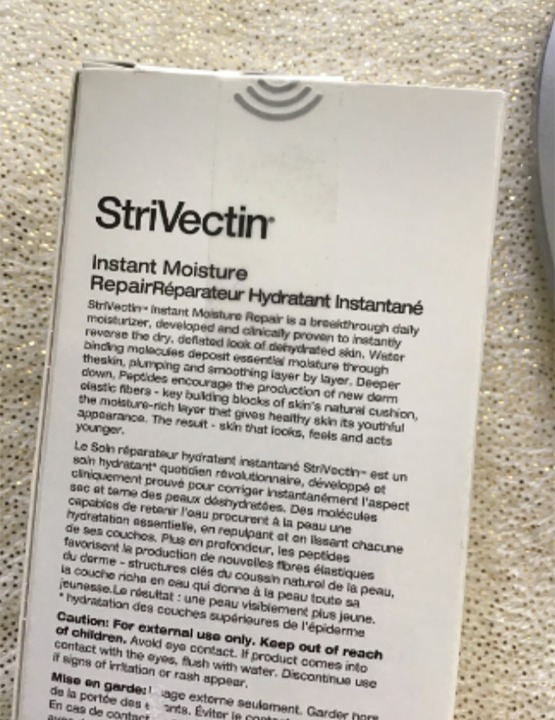 StriVectin®
Instant Moisture
RepairRéparateur Hydratant Instantané
StriVectin™ Instant Moisture Repair is a breakthrough daily
moisturizer, developed and clinically proven to instantly
reverse the dry, deflated look of dehydrated skin. Water
binding molecules deposit essential moisture through
theskin, plumping and smoothing layer by layer. Deeper
down, Peptides encourage the production of new derm
elastic fibers - key building blocks of skin's natural cushion,
the moisture-rich layer that gives healthy skin its youthful
appearance. The result - skin that looks, feels and acts
younger.
Le Soin réparateur hydratant instantané StriVectin™ est un
soin hydratant* quotidien révolutionnaire, développé et
cliniquement prouvé pour corriger instantanément l'aspect
sec et terne des peaux déshydratées. Des molécules
capables de retenir l'eau procurent à la peau une
hydratation essentielle, en repulpant et en lissant chacune
de ses couches. Plus en profondeur, les peptides
favorisent la production de nouvelles fibres élastiques
du derme - structures clés du coussin naturel de la peau,
la couche riche en eau qui donne à la peau toute sa
jeunesse.Le résultat : une peau visiblement plus jeune.
* hydratation des couches supérieures de l'épiderme
Caution: For external use only. Keep out of reach
of children. Avoid eye contact. If product comes into
contact with the eyes, flush with water. Discontinue use
if signs of irritation or rash appear.
Mise en garde: externe seulement. Garder hors
de la portée des Éviter le
En cas de contact